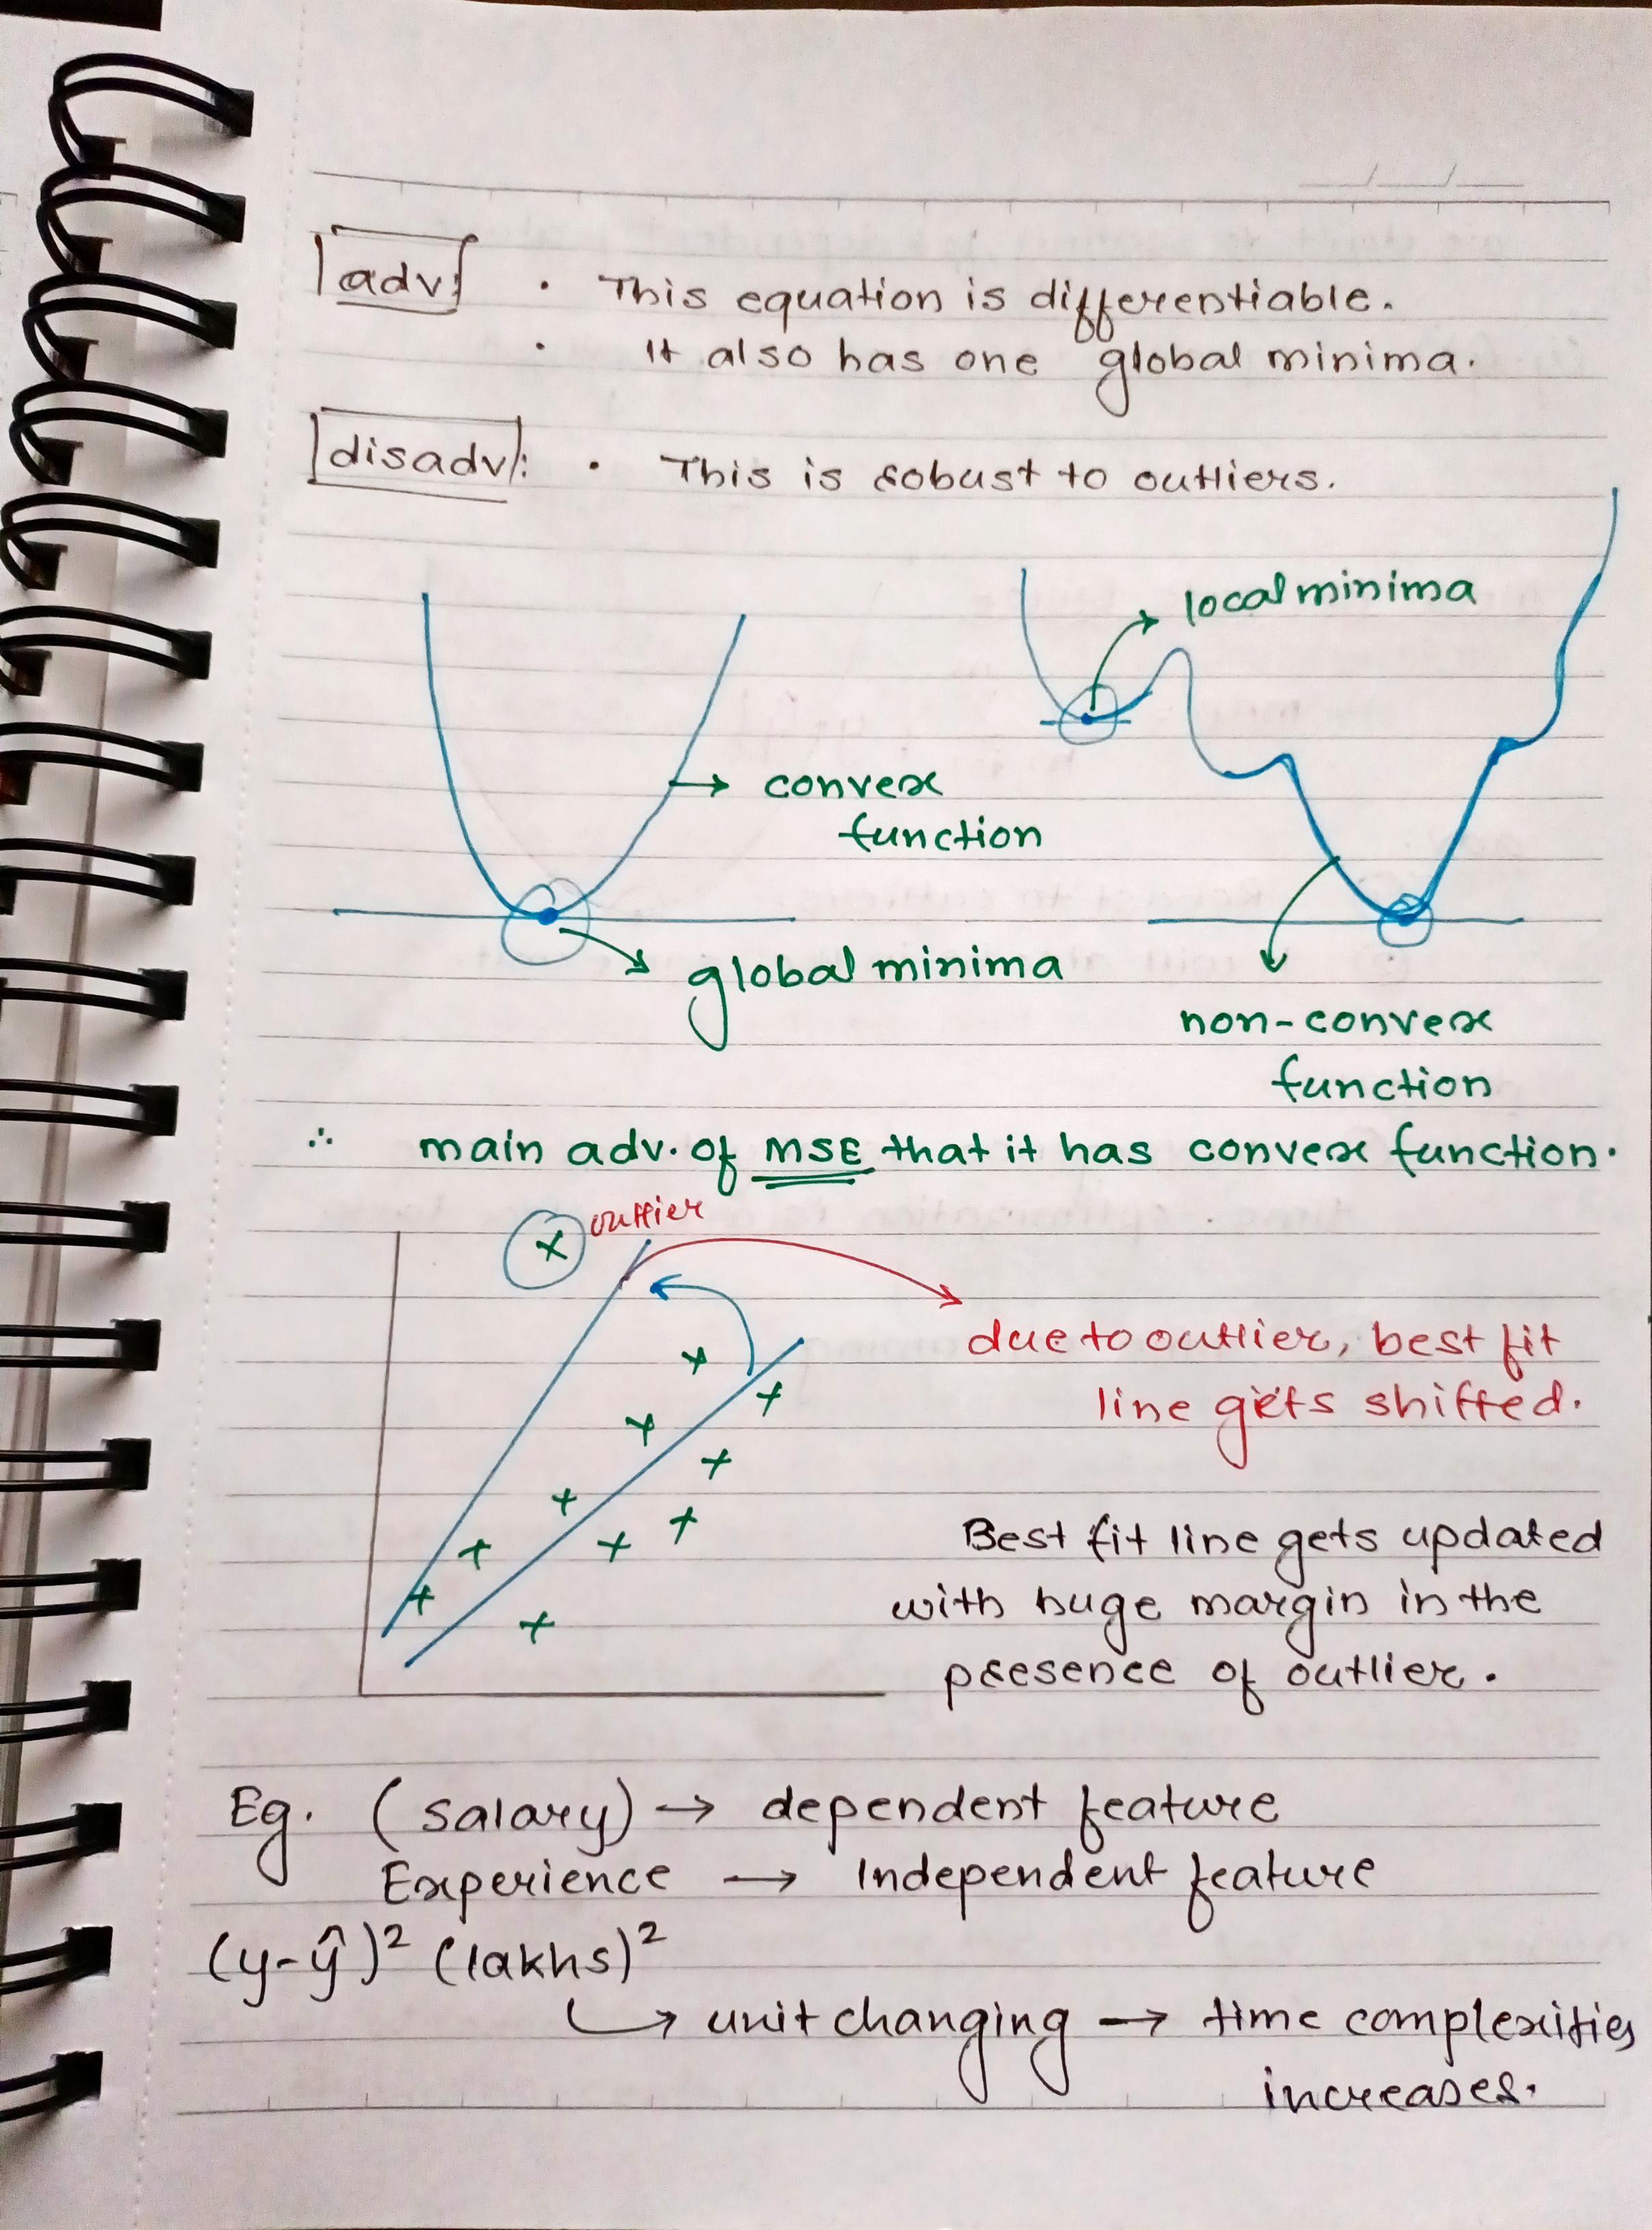 adv: · This equation is differentiable.
· It also has one global minima.
disadv: · This is robust to outliers.
local minima
convex
function
global minima
non-convex
function
∴ main adv. of MSE that it has convex function.
x outlier
due to outlier, best fit
line gets shifted.
Best fit line gets updated
with huge margin in the
presence of outlier.
Eg. (salary) → dependent feature
Experience → Independent feature
(y-ŷ)² (lakhs)²
↳ unit changing → time complexities
increases.